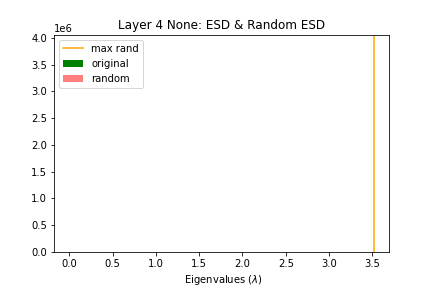 Layer 4 None: ESD & Random ESD
1e6
4.0
3.5
3.0
2.5
2.0
1.5
1.0
0.5
0.0
max rand
original
random
0.0 0.5 1.0 1.5 2.0 2.5 3.0 3.5
Eigenvalues (λ)